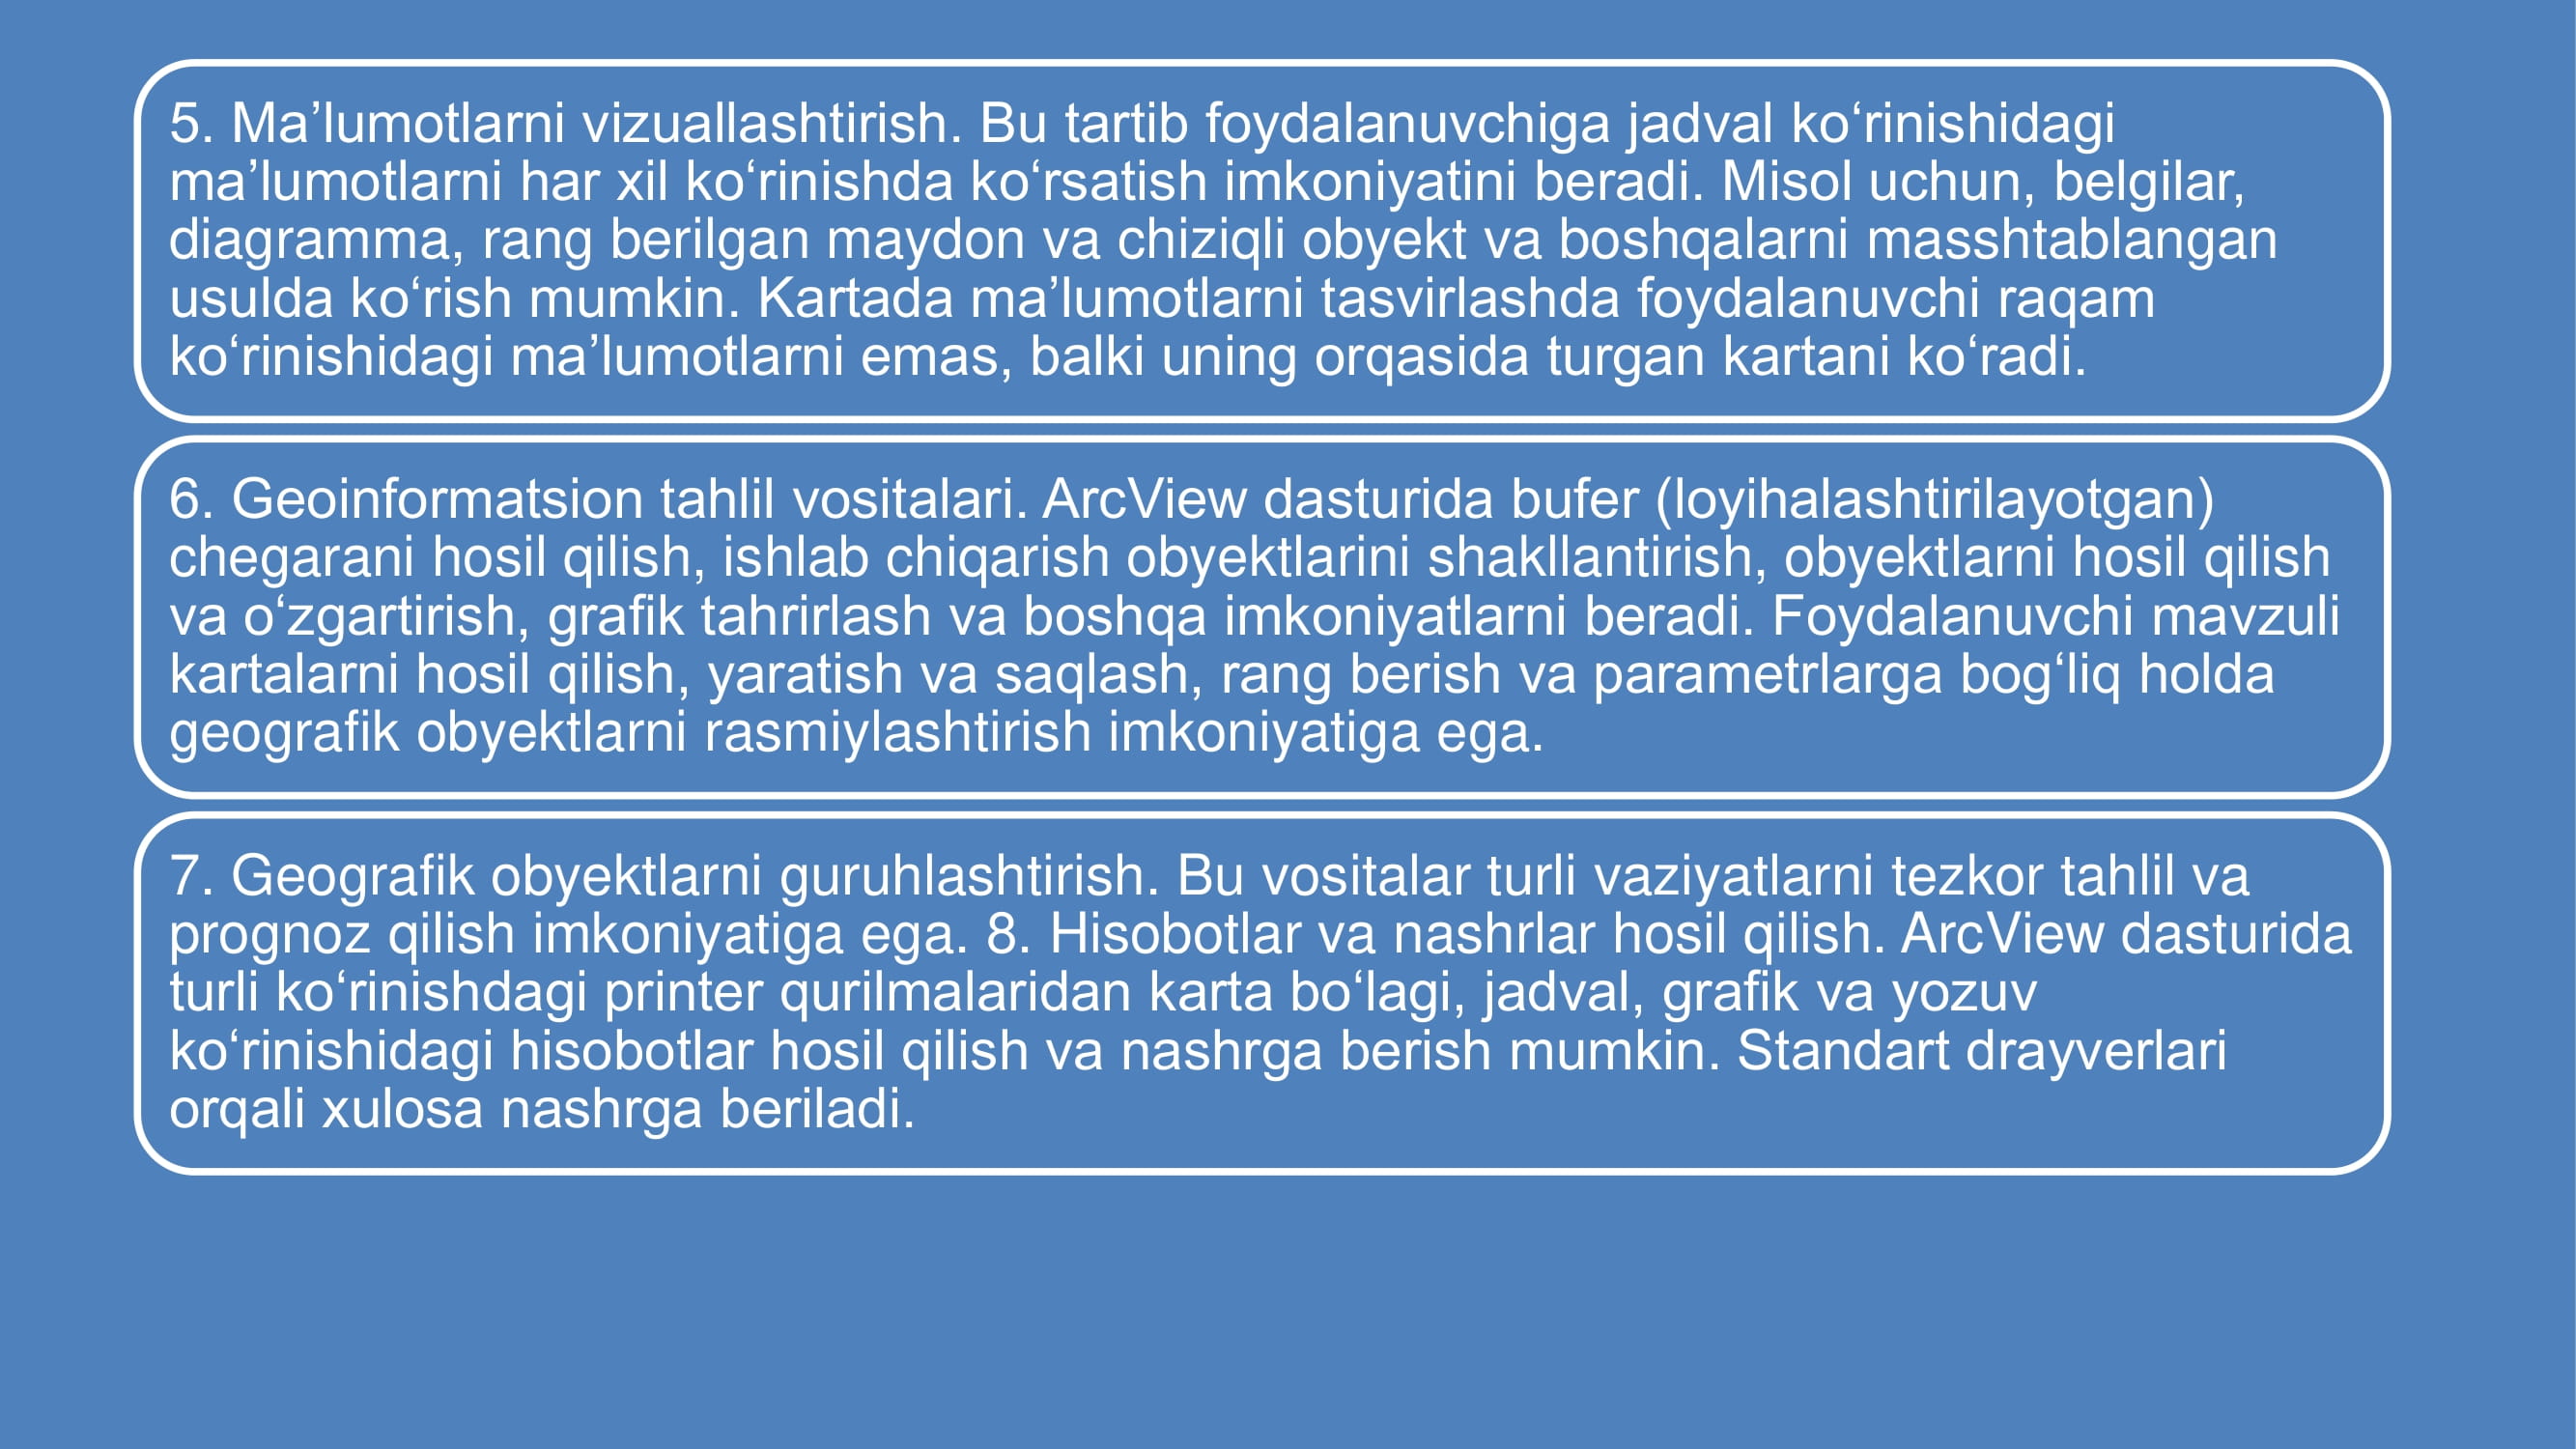 5. Ma’lumotlarni vizuallashtirish. Bu tartib foydalanuvchiga jadval ko‘rinishidagi
ma’lumotlarni har xil ko‘rinishda ko‘rsatish imkoniyatini beradi. Misol uchun, belgilar,
diagramma, rang berilgan maydon va chiziqli obyekt va boshqalarni masshtablangan
usulda ko‘rish mumkin. Kartada ma’lumotlarni tasvirlashda foydalanuvchi raqam
ko‘rinishidagi ma’lumotlarni emas, balki uning orqasida turgan kartani ko‘radi.
6. Geoinformatsion tahlil vositalari. ArcView dasturida bufer (loyihalashtirilayotgan)
chegarani hosil qilish, ishlab chiqarish obyektlarini shakllantirish, obyektlarni hosil qilish
va o‘zgartirish, grafik tahrirlash va boshqa imkoniyatlarni beradi. Foydalanuvchi mavzuli
kartalarni hosil qilish, yaratish va saqlash, rang berish va parametrlarga bog‘liq holda
geografik obyektlarni rasmiylashtirish imkoniyatiga ega.
7. Geografik obyektlarni guruhlashtirish. Bu vositalar turli vaziyatlarni tezkor tahlil va
prognoz qilish imkoniyatiga ega. 8. Hisobotlar va nashrlar hosil qilish. ArcView dasturida
turli ko‘rinishdagi printer qurilmalaridan karta bo‘lagi, jadval, grafik va yozuv
ko‘rinishidagi hisobotlar hosil qilish va nashrga berish mumkin. Standart drayverlari
orqali xulosa nashrga beriladi.